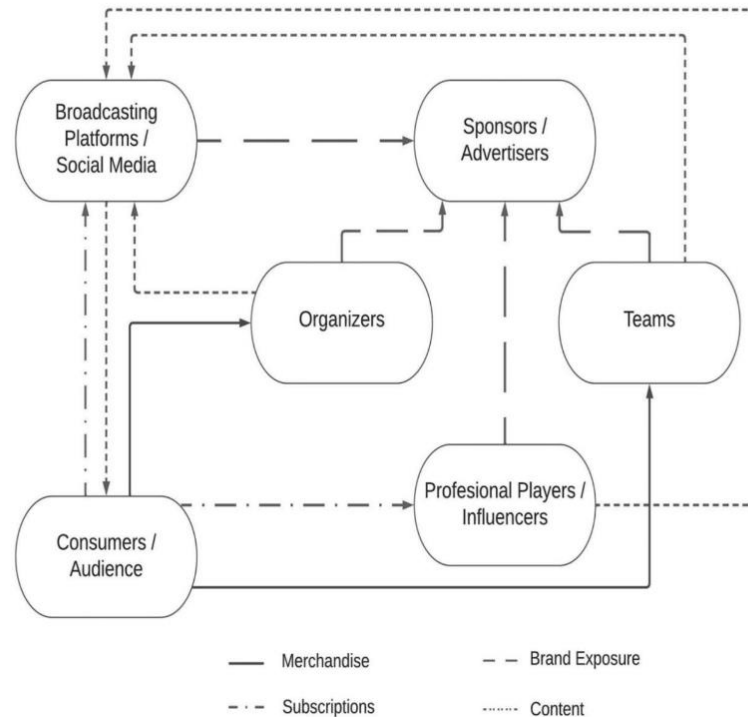 Broadcasting
Platforms /
Social Media
Sponsors /
Advertisers
Organizers
Teams
Profesional Players /
Influencers
Consumers /
Audience
Merchandise
Brand Exposure
Subscriptions
Content